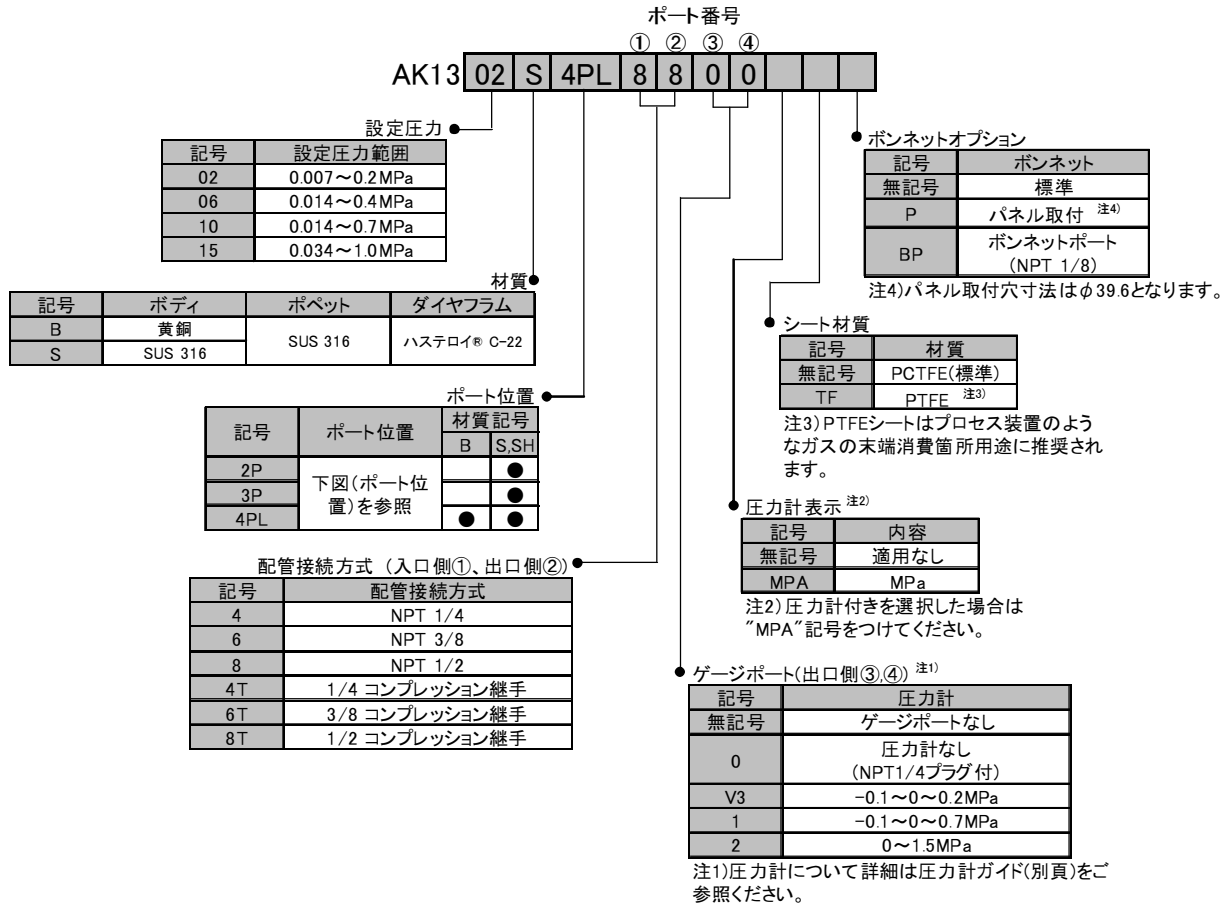 ポート番号
① ② ③ ④
AK13 02 S 4PL 8 8 0 0
設定圧力
記号 設定圧力範囲
02 0.007～0.2MPa
06 0.014～0.4MPa
10 0.014～0.7MPa
15 0.034～1.0MPa
材質
記号 ボディ ポペット ダイヤフラム
B 黄銅 SUS 316 ハステロイ® C-22
S SUS 316
ポート位置
記号 ポート位置 材質記号
B S,SH
2P 下図(ポート位置)を参照 ●
3P ●
4PL ● ●
配管接続方式 (入口側①、出口側②)
記号 配管接続方式
4 NPT 1/4
6 NPT 3/8
8 NPT 1/2
4T 1/4 コンプレッション継手
6T 3/8 コンプレッション継手
8T 1/2 コンプレッション継手
ボンネットオプション
記号 ボンネット
無記号 標準
P パネル取付 注4)
BP ボンネットポート
(NPT 1/8)
注4)パネル取付穴寸法はφ39.6となります。
シート材質
記号 材質
無記号 PCTFE(標準)
TF PTFE 注3)
注3)PTFEシートはプロセス装置のよう
なガスの末端消費箇所用途に推奨され
ます。
圧力計表示 注2)
記号 内容
無記号 適用なし
MPA MPa
注2)圧力計付きを選択した場合は
"MPA"記号をつけてください。
ゲージポート(出口側③,④) 注1)
記号 圧力計
無記号 ゲージポートなし
0 圧力計なし
(NPT1/4プラグ付)
V3 -0.1～0～0.2MPa
1 -0.1～0～0.7MPa
2 0～1.5MPa
注1)圧力計について詳細は圧力計ガイド(別頁)をご
参照ください。